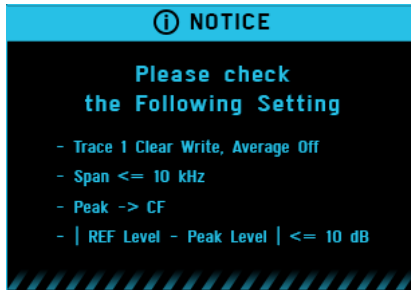 ⓘ NOTICE
Please check
the Following Setting
- Trace 1 Clear Write, Average Off
- Span <= 10 kHz
- Peak -> CF
- | REF Level - Peak Level | <= 10 dB